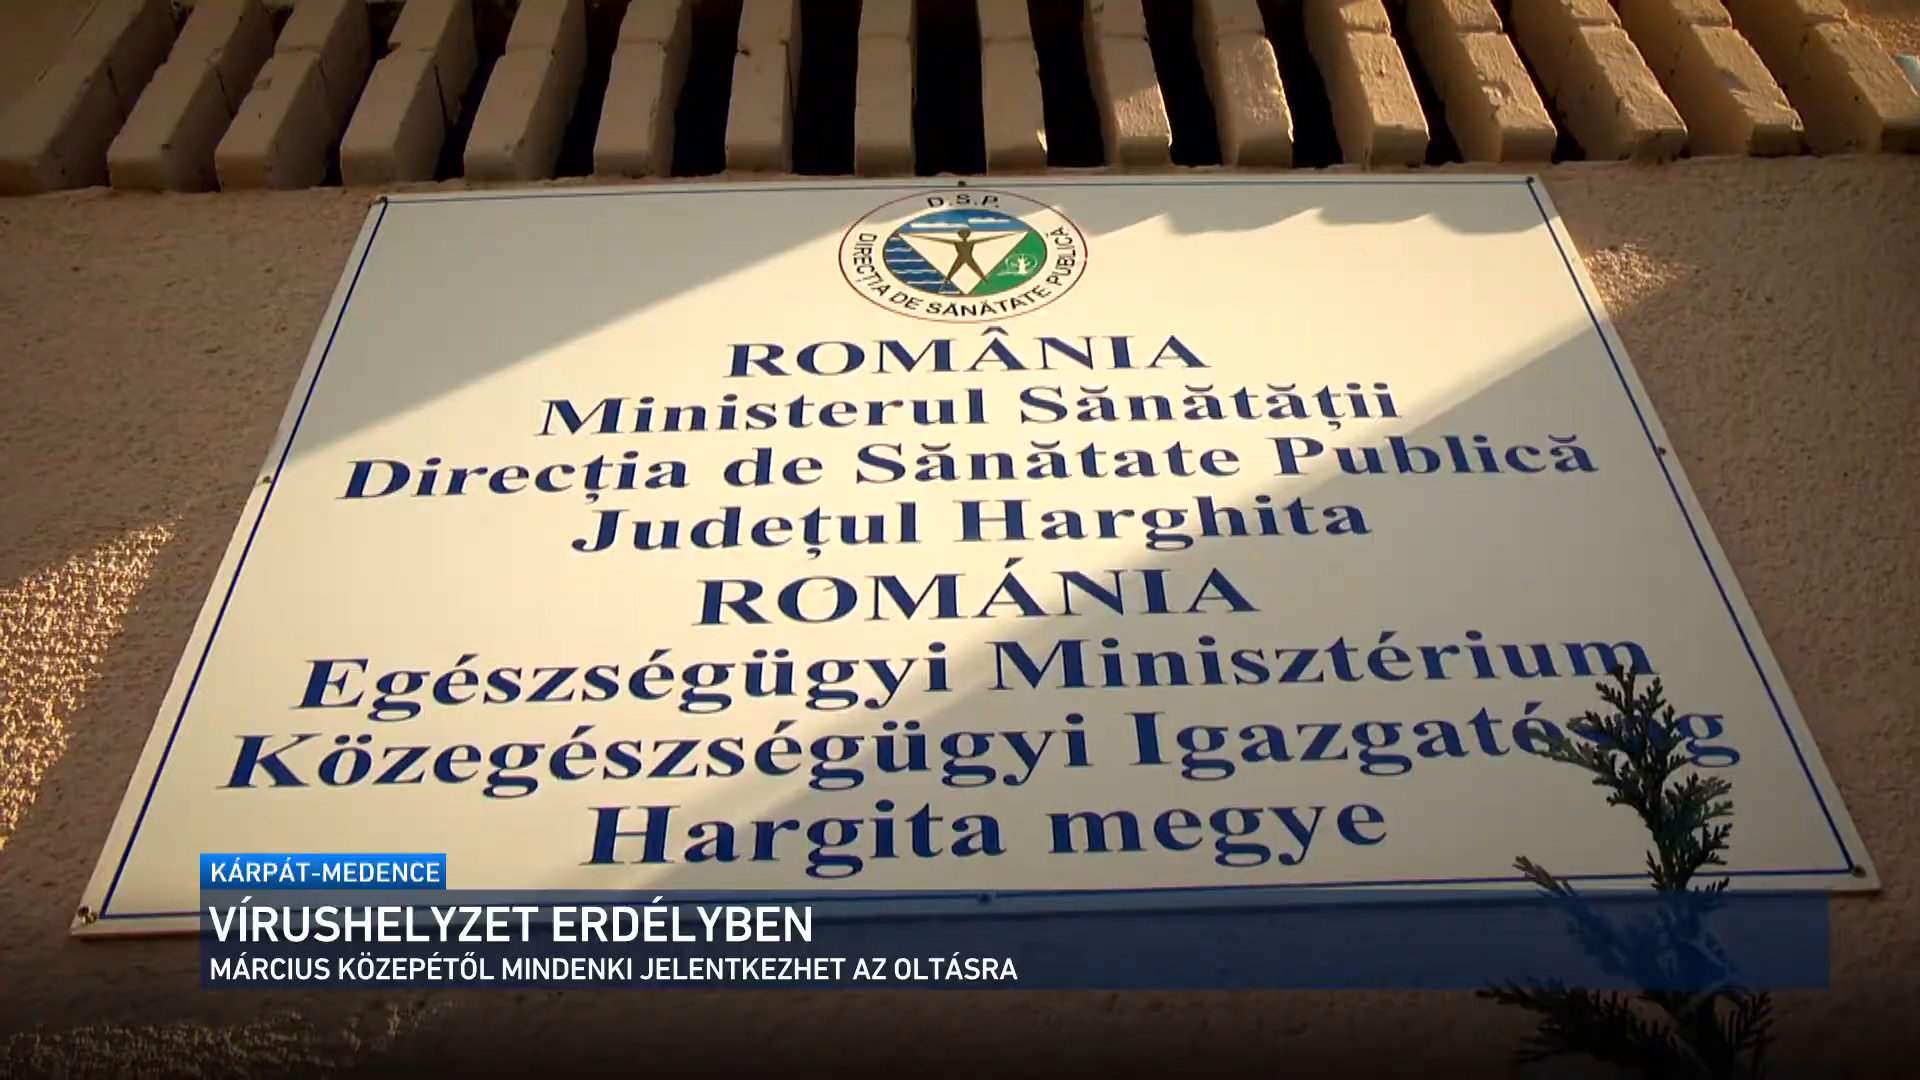 D.S.P.
DIRECȚIA DE SĂNĂTATE PUBLICĂ
ROMÂNIA
Ministerul Sănătății
Direcția de Sănătate Publică
Județul Harghita
ROMÁNIA
Egészségügyi Minisztérium
Közegészségügyi Igazgatóság
Hargita megye
KÁRPÁT-MEDENCE
VÍRUSHELYZET ERDÉLYBEN
MÁRCIUS KÖZEPÉTŐL MINDENKI JELENTKEZHET AZ OLTÁSRA